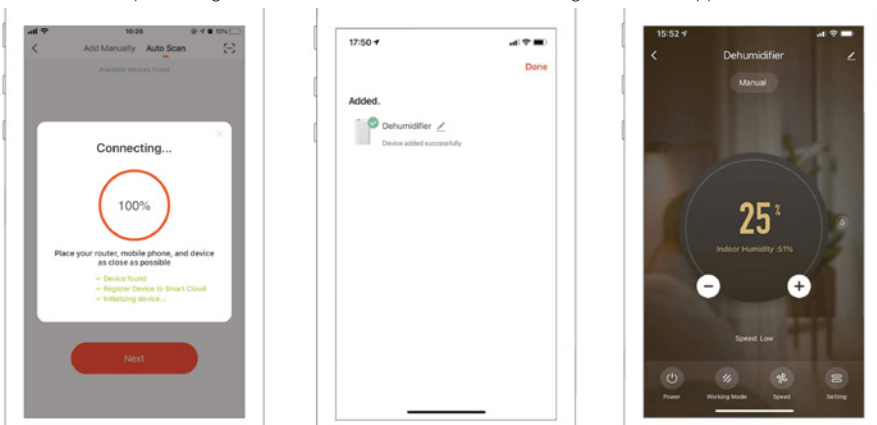 10:26
10%
Add Manually Auto Scan
Available devices found
Connecting...
100%
Place your router, mobile phone, and device
as close as possible
✓ Device found
✓ Register Device to Smart Cloud
✓ Initializing device...
Next
17:50
Done
Added.
Dehumidifier
Device added successfully
15:52
Dehumidifier
Manual
25 %
Indoor Humidity :51%
Speed: Low
Power Working Mode Speed Setting